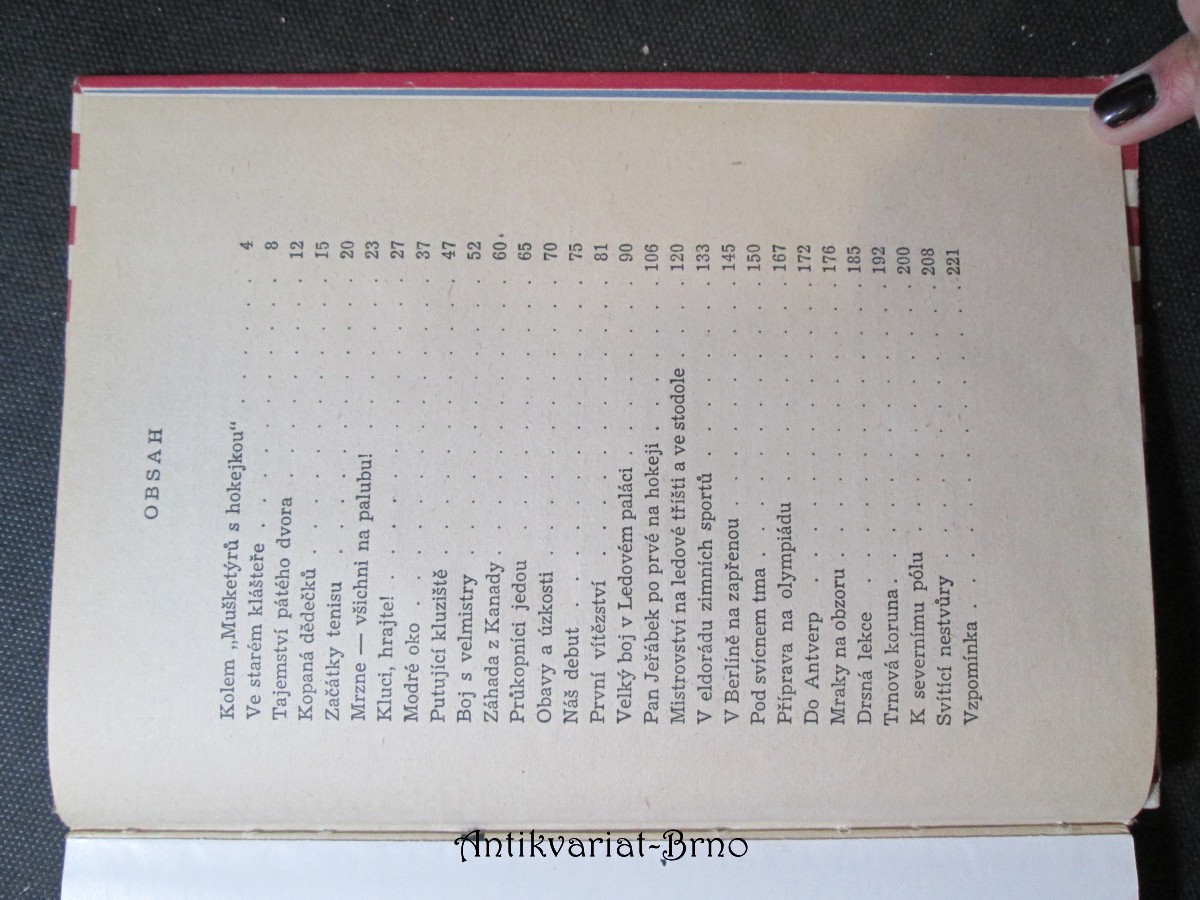 OBSAH
Kolem „Mušketýrů s hokejkou“ . . . . . 4
Ve starém klášteře . . . . . . . . 8
Tajemství pátého dvora . . . . . . . 12
Kopaná dědečků . . . . . . . . 15
Začátky tenisu . . . . . . . . 20
Mrzne — všichni na palubu! . . . . . 23
Kluci, hrajte! . . . . . . . . . 27
Modré oko . . . . . . . . . 37
Putující kluziště . . . . . . . . 47
Boj s velmistry . . . . . . . . 52
Záhada z Kanady . . . . . . . . 60
Průkopníci jedou . . . . . . . . 65
Obavy a úzkosti . . . . . . . . 70
Náš debut . . . . . . . . . 75
První vítězství . . . . . . . . 81
Velký boj v Ledovém paláci . . . . . 90
Pan Jeřábek po prvé na hokeji . . . . . 106
Mistrovství na ledové tříšti a ve stodole . . . 120
V eldorádu zimních sportů . . . . . . 133
V Berlíně na zapřenou . . . . . . . 145
Pod svícnem tma . . . . . . . . 150
Příprava na olympiádu . . . . . . . 167
Do Antverp . . . . . . . . . 172
Mraky na obzoru . . . . . . . . 176
Drsná lekce . . . . . . . . . 185
Trnová koruna . . . . . . . . . 192
K severnímu pólu . . . . . . . . 200
Svítící nestvůry . . . . . . . . 208
Vzpomínka . . . . . . . . . 221
Antikvariat-Brno